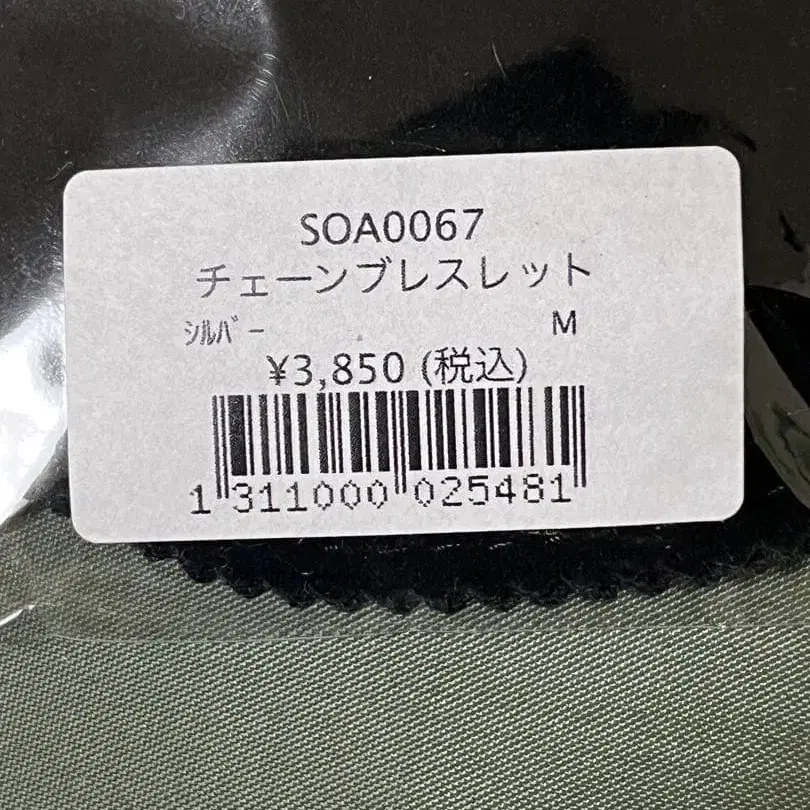 SOA0067
チェーンブレスレット
ｼﾙﾊﾞｰ M
¥3,850 (税込)
1 311000 025481